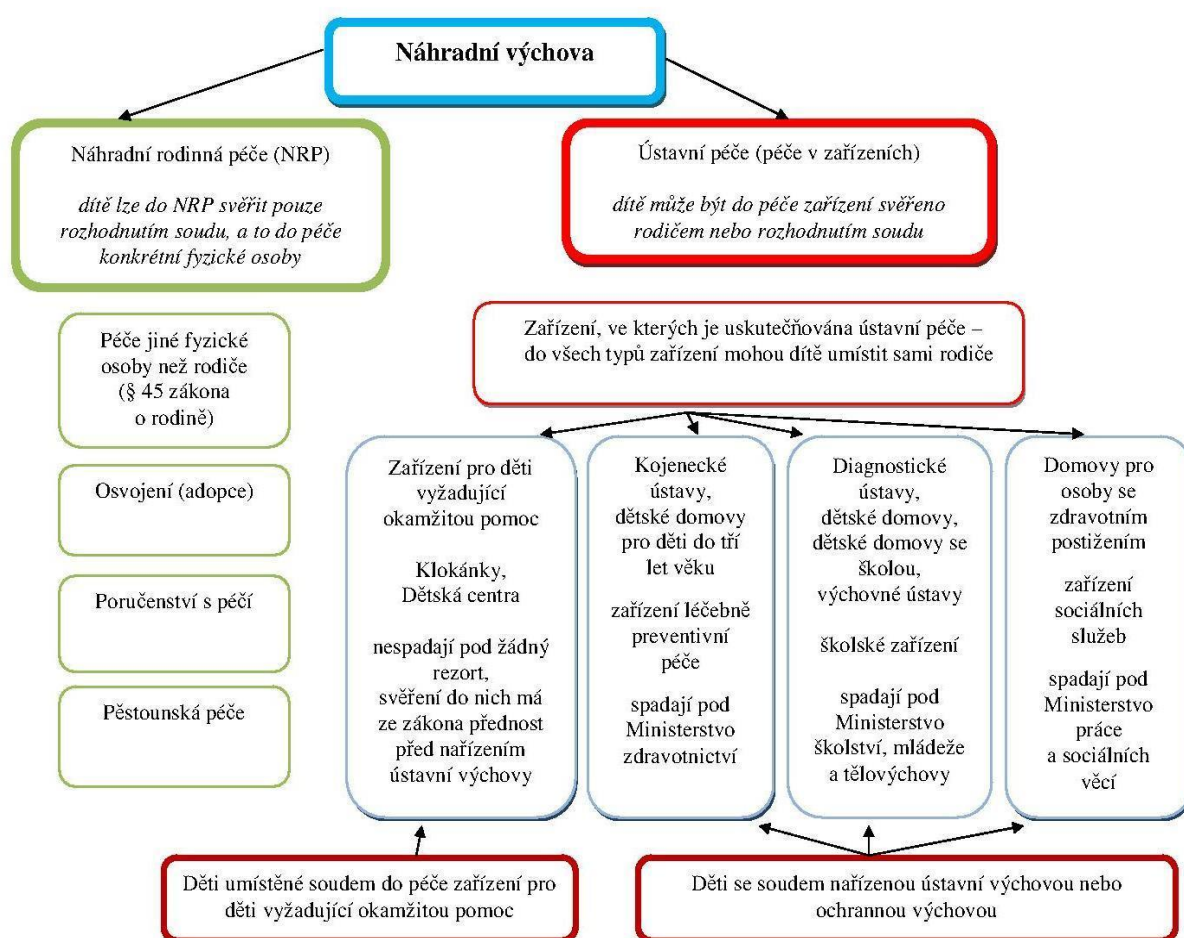 Náhradní výchova
Náhradní rodinná péče (NRP)
dítě lze do NRP svěřit pouze
rozhodnutím soudu, a to do péče
konkrétní fyzické osoby
Ústavní péče (péče v zařízeních)
dítě může být do péče zařízení svěřeno
rodičem nebo rozhodnutím soudu
Péče jiné fyzické
osoby než rodiče
(§ 45 zákona
o rodině)
Osvojení (adopce)
Poručenství s péčí
Pěstounská péče
Zařízení, ve kterých je uskutečňována ústavní péče –
do všech typů zařízení mohou dítě umístit sami rodiče
Zařízení pro děti
vyžadující
okamžitou pomoc
Klokánky,
Dětská centra
nespadají pod žádný
rezort,
svěření do nich má
ze zákona přednost
před nařízením
ústavní výchovy
Kojenecké
ústavy,
dětské domovy
pro děti do tří
let věku
zařízení léčebně
preventivní
péče
spadají pod
Ministerstvo
zdravotnictví
Diagnostické
ústavy,
dětské domovy,
dětské domovy se
školou,
výchovné ústavy
školské zařízení
spadají pod
Ministerstvo
školství, mládeže
a tělovýchovy
Domovy pro
osoby se
zdravotním
postižením
zařízení
sociálních
služeb
spadají pod
Ministerstvo
práce
a sociálních
věcí
Děti umístěné soudem do péče zařízení pro
děti vyžadující okamžitou pomoc
Děti se soudem nařízenou ústavní výchovou nebo
ochrannou výchovou